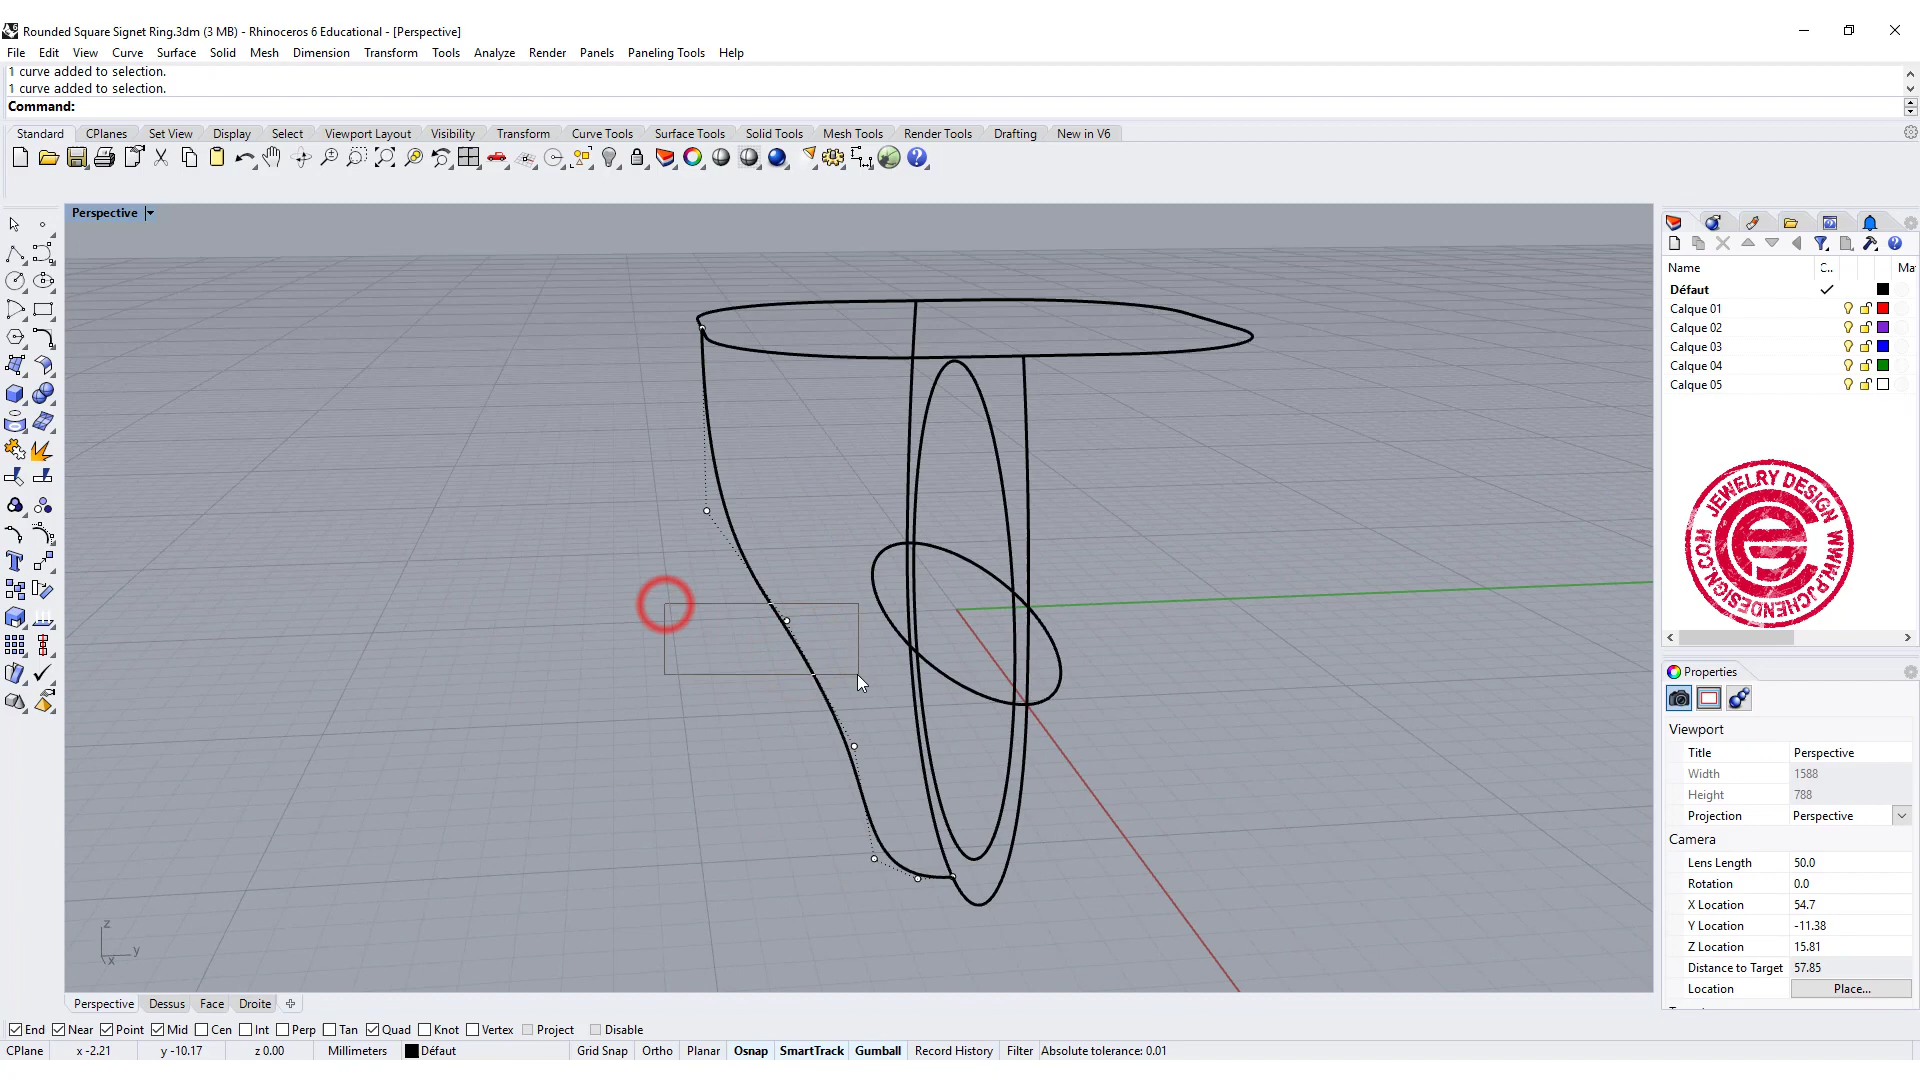 Rounded Square Signet Ring.3dm (3 MB) - Rhinoceros 6 Educational - [Perspective]
File Edit View Curve Surface Solid Mesh Dimension Transform Tools Analyze Render Panels Paneling Tools Help
1 curve added to selection.
1 curve added to selection.
Command:
Standard CPlanes Set View Display Select Viewport Layout Visibility Transform Curve Tools Surface Tools Solid Tools Mesh Tools Render Tools Drafting New in V6
Perspective
Name C.. Ma
Défaut
Calque 01
Calque 02
Calque 03
Calque 04
Calque 05
JEWELRY DESIGN WWW.PJCHENDESIGN.COM
Properties
Viewport
Title Perspective
Width 1588
Height 788
Projection Perspective
Camera
Lens Length 50.0
Rotation 0.0
X Location 54.7
Y Location -11.38
Z Location 15.81
Distance to Target 57.85
Location Place...
z
y
x
Perspective Dessus Face Droite
End Near Point Mid Cen Int Perp Tan Quad Knot Vertex Project Disable
CPlane x -2.21 y -10.17 z 0.00 Millimeters Défaut Grid Snap Ortho Planar Osnap SmartTrack Gumball Record History Filter Absolute tolerance: 0.01